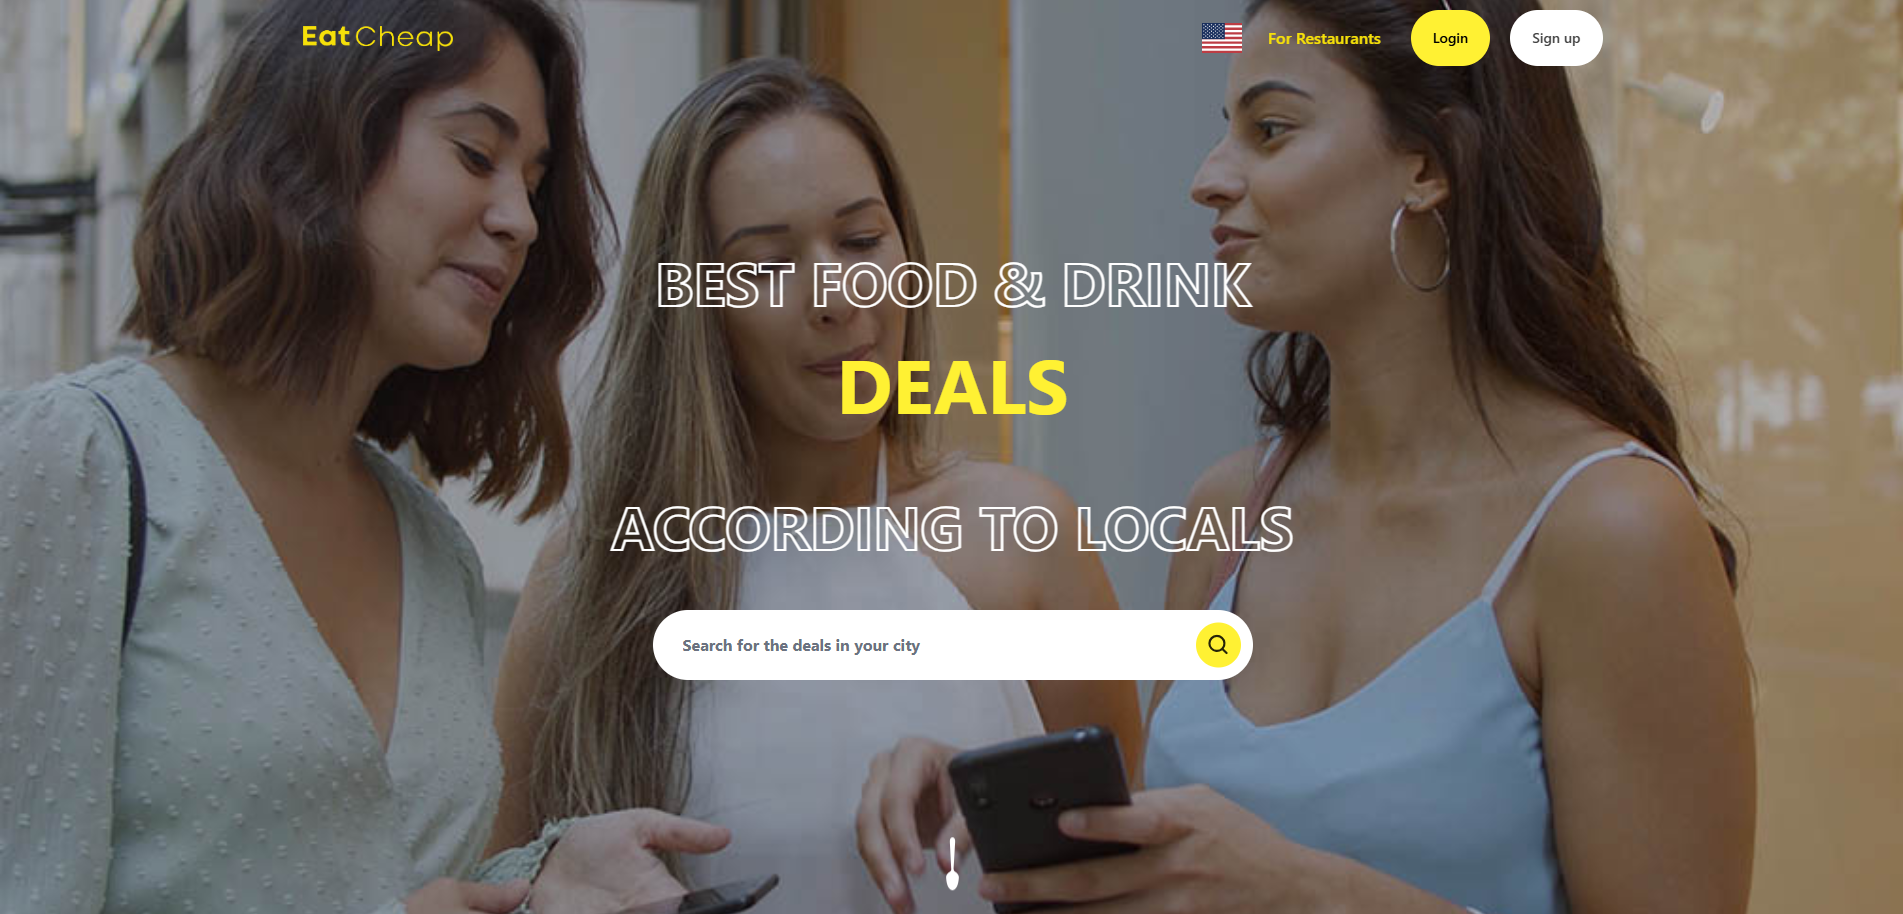 EatCheap
For Restaurants
Login
Sign up
BEST FOOD & DRINK
DEALS
ACCORDING TO LOCALS
Search for the deals in your city